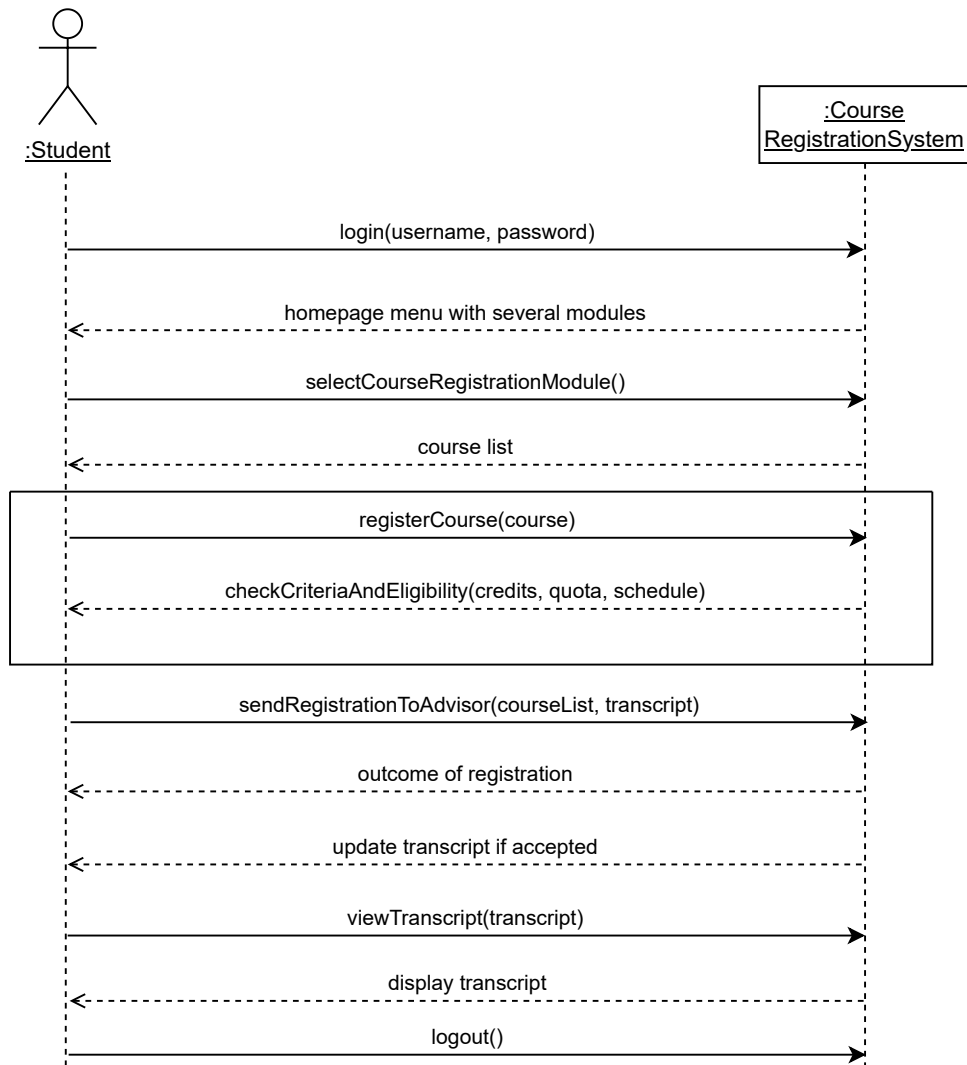 :Course
RegistrationSystem
:Student
login(username, password)
homepage menu with several modules
selectCourseRegistrationModule()
course list
registerCourse(course)
checkCriteriaAndEligibility(credits, quota, schedule)
sendRegistrationToAdvisor(courseList, transcript)
outcome of registration
update transcript if accepted
viewTranscript(transcript)
display transcript
logout()